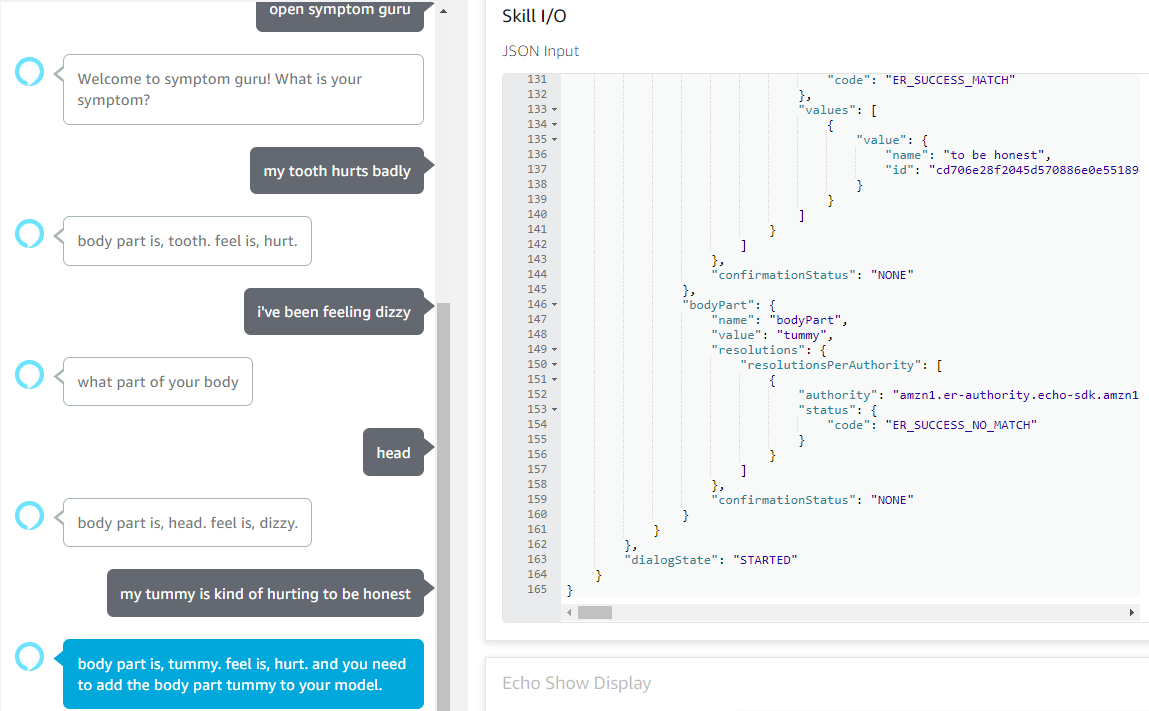 open symptom guru
Welcome to symptom guru! What is your
symptom?
my tooth hurts badly
body part is, tooth. feel is, hurt.
i've been feeling dizzy
what part of your body
head
body part is, head. feel is, dizzy.
my tummy is kind of hurting to be honest
body part is, tummy. feel is, hurt. and you need
to add the body part tummy to your model.
Skill I/O
JSON Input
131 "code": "ER_SUCCESS_MATCH"
132 },
133 "values": [
134 {
135 "value": {
136 "name": "to be honest",
137 "id": "cd706e28f2045d570886e0e55189
138 }
139 }
140 ]
141 }
142 ]
143 },
144 "confirmationStatus": "NONE"
145 },
146 "bodyPart": {
147 "name": "bodyPart",
148 "value": "tummy",
149 "resolutions": {
150 "resolutionsPerAuthority": [
151 {
152 "authority": "amzn1.er-authority.echo-sdk.amzn1
153 "status": {
154 "code": "ER_SUCCESS_NO_MATCH"
155 }
156 }
157 ]
158 },
159 "confirmationStatus": "NONE"
160 }
161 }
162 },
163 "dialogState": "STARTED"
164 }
165 }
Echo Show Display